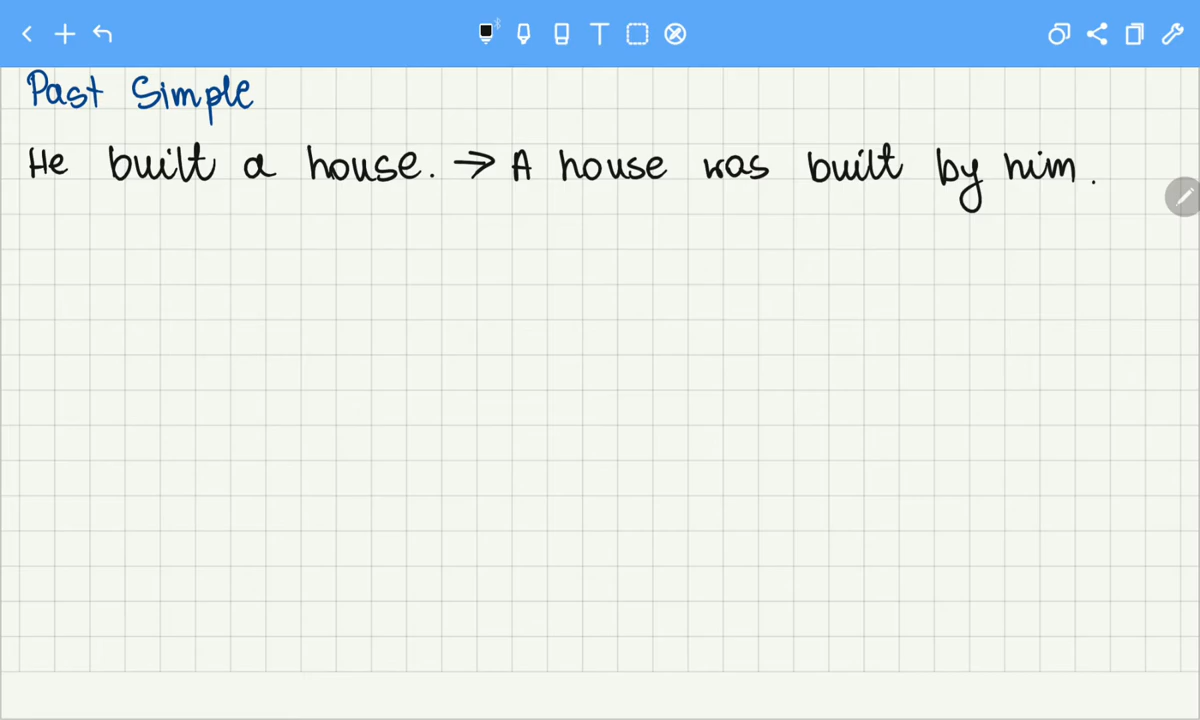 Past Simple
He built a house. → A house was built by him.